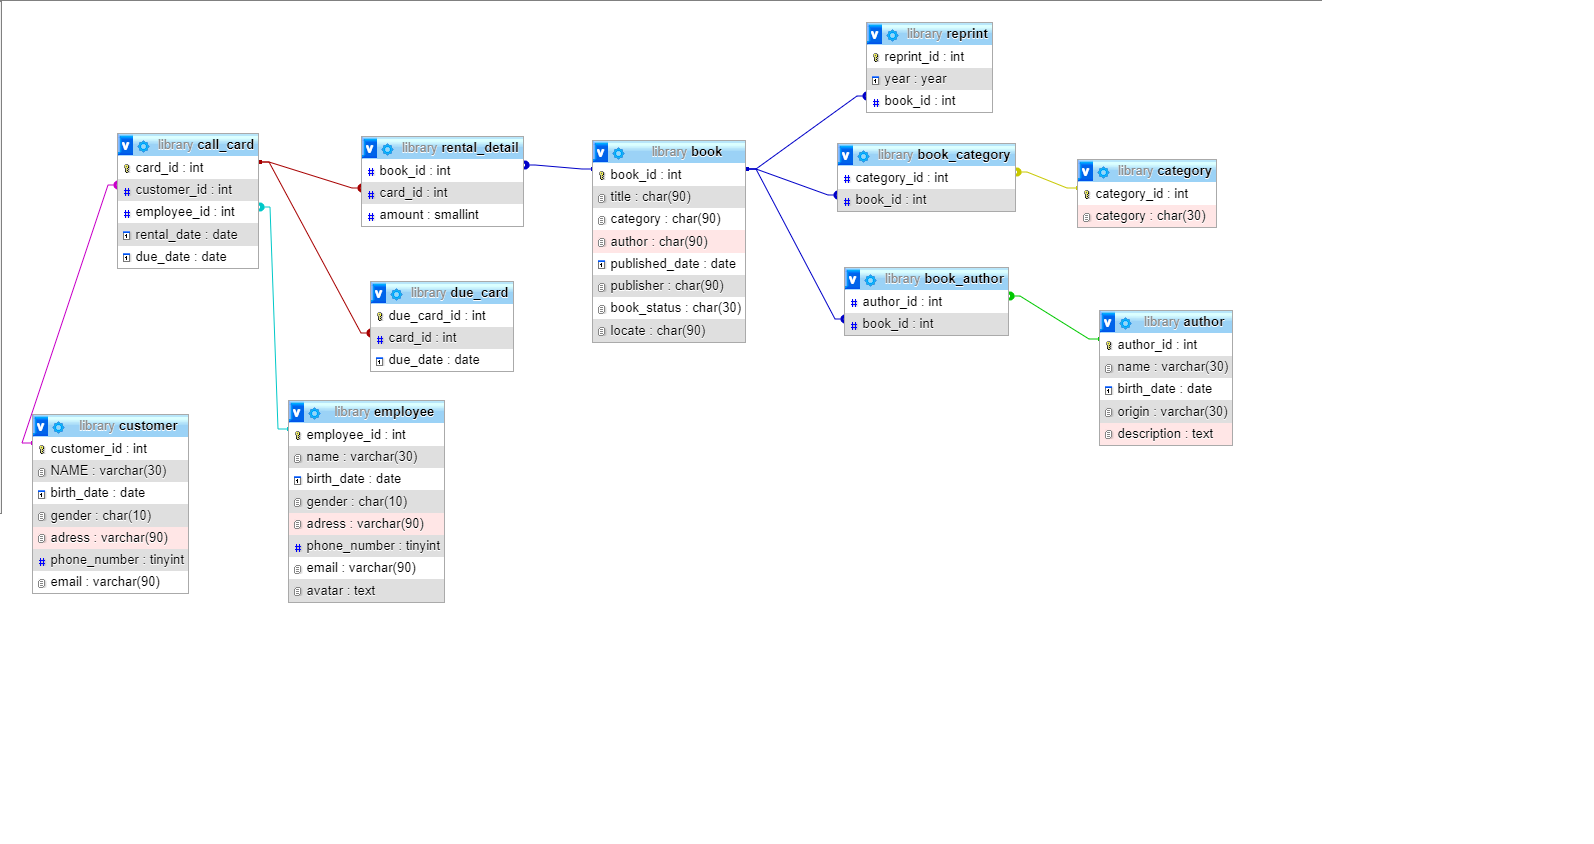 library call_card
card_id : int
customer_id : int
employee_id : int
rental_date : date
due_date : date
library rental_detail
book_id : int
card_id : int
amount : smallint
library due_card
due_card_id : int
card_id : int
due_date : date
library customer
customer_id : int
NAME : varchar(30)
birth_date : date
gender : char(10)
adress : varchar(90)
phone_number : tinyint
email : varchar(90)
library employee
employee_id : int
name : varchar(30)
birth_date : date
gender : char(10)
adress : varchar(90)
phone_number : tinyint
email : varchar(90)
avatar : text
library book
book_id : int
title : char(90)
category : char(90)
author : char(90)
published_date : date
publisher : char(90)
book_status : char(30)
locate : char(90)
library reprint
reprint_id : int
year : year
book_id : int
library book_category
category_id : int
book_id : int
library category
category_id : int
category : char(30)
library book_author
author_id : int
book_id : int
library author
author_id : int
name : varchar(30)
birth_date : date
origin : varchar(30)
description : text